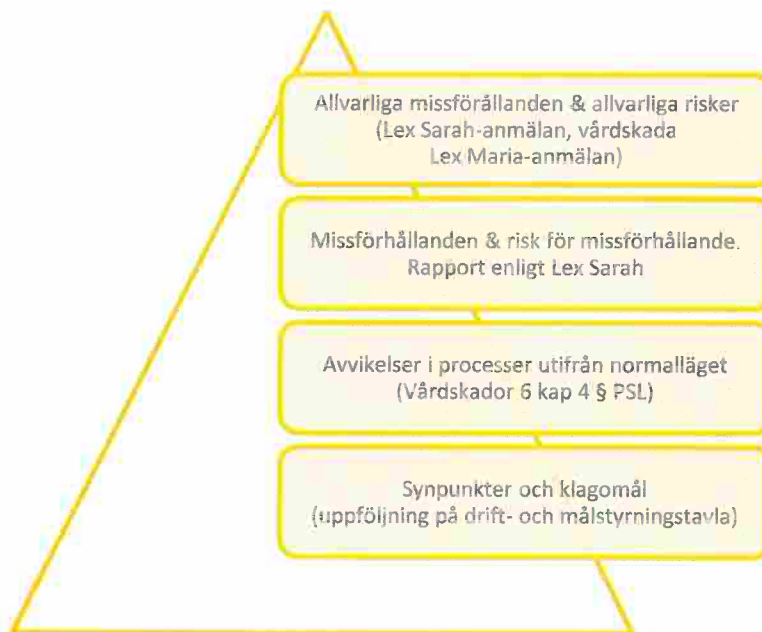 Allvarliga missförållanden & allvarliga risker
(Lex Sarah-anmälan, vårdskada
Lex Maria-anmälan)
Missförhållanden & risk för missförhållande.
Rapport enligt Lex Sarah
Avvikelser i processer utifrån normalläget
(Vårdskador 6 kap 4 § PSL)
Synpunkter och klagomål
(uppföljning på drift- och målstyrningstavla)